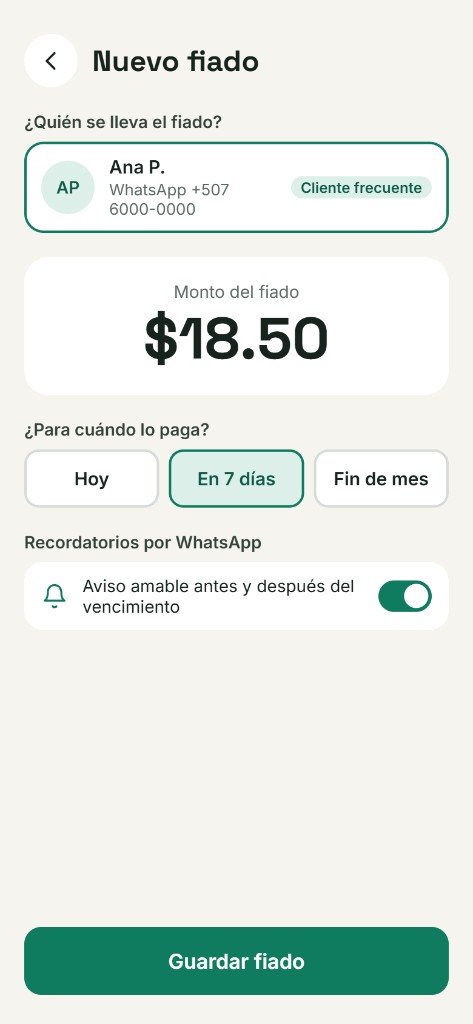 Nuevo fiado
¿Quién se lleva el fiado?
AP
Ana P.
WhatsApp +507
6000-0000
Cliente frecuente
Monto del fiado
$18.50
¿Para cuándo lo paga?
Hoy
En 7 días
Fin de mes
Recordatorios por WhatsApp
Aviso amable antes y después del
vencimiento
Guardar fiado